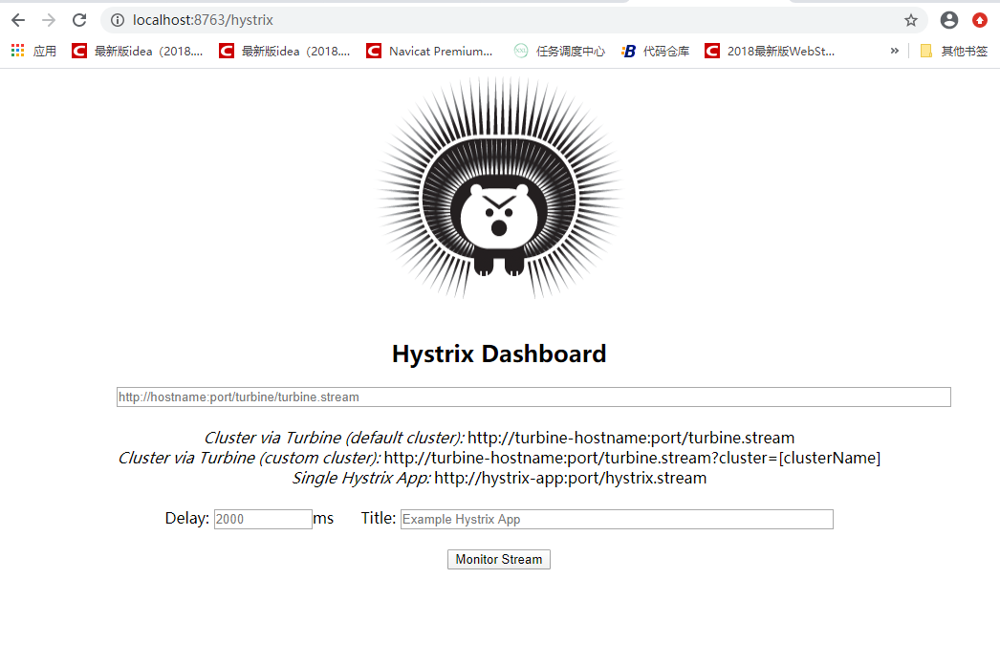 localhost:8763/hystrix
应用 最新版idea（2018.... 最新版idea（2018.... Navicat Premium... 任务调度中心 代码仓库 2018最新版WebSt... » 其他书签
Hystrix Dashboard
http://hostname:port/turbine/turbine.stream
Cluster via Turbine (default cluster): http://turbine-hostname:port/turbine.stream
Cluster via Turbine (custom cluster): http://turbine-hostname:port/turbine.stream?cluster=[clusterName]
Single Hystrix App: http://hystrix-app:port/hystrix.stream
Delay: 2000 ms Title: Example Hystrix App
Monitor Stream